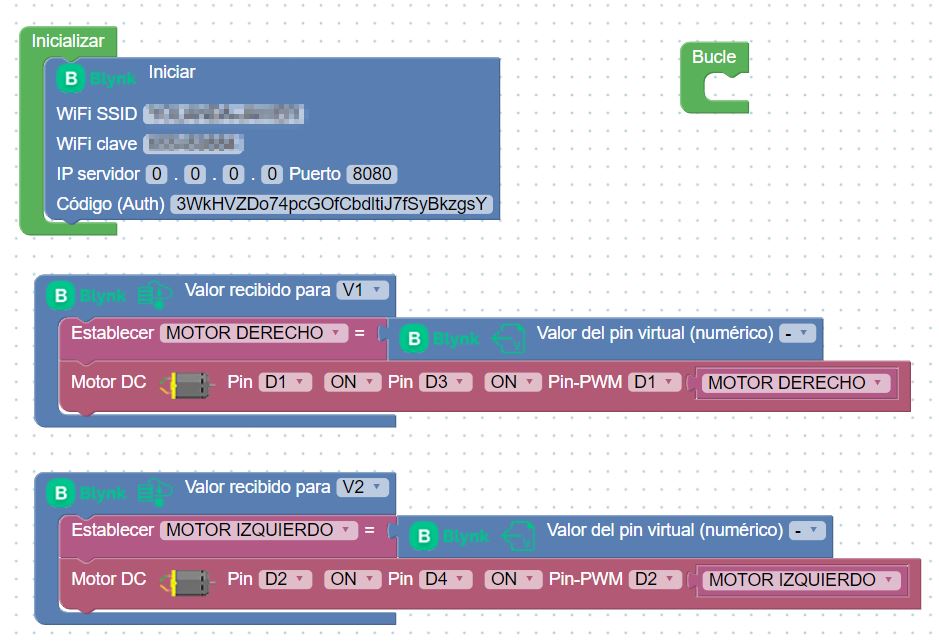 Inicializar
B Blynk Iniciar
WiFi SSID
WiFi clave
IP servidor 0 . 0 . 0 . 0 Puerto 8080
Código (Auth) 3WkHVZDo74pcGOfCbdltiJ7fSyBkzgsY
Bucle
B Blynk Valor recibido para V1
Establecer MOTOR DERECHO = B Blynk Valor del pin virtual (numérico) -
Motor DC Pin D1 ON Pin D3 ON Pin-PWM D1 MOTOR DERECHO
B Blynk Valor recibido para V2
Establecer MOTOR IZQUIERDO = B Blynk Valor del pin virtual (numérico) -
Motor DC Pin D2 ON Pin D4 ON Pin-PWM D2 MOTOR IZQUIERDO